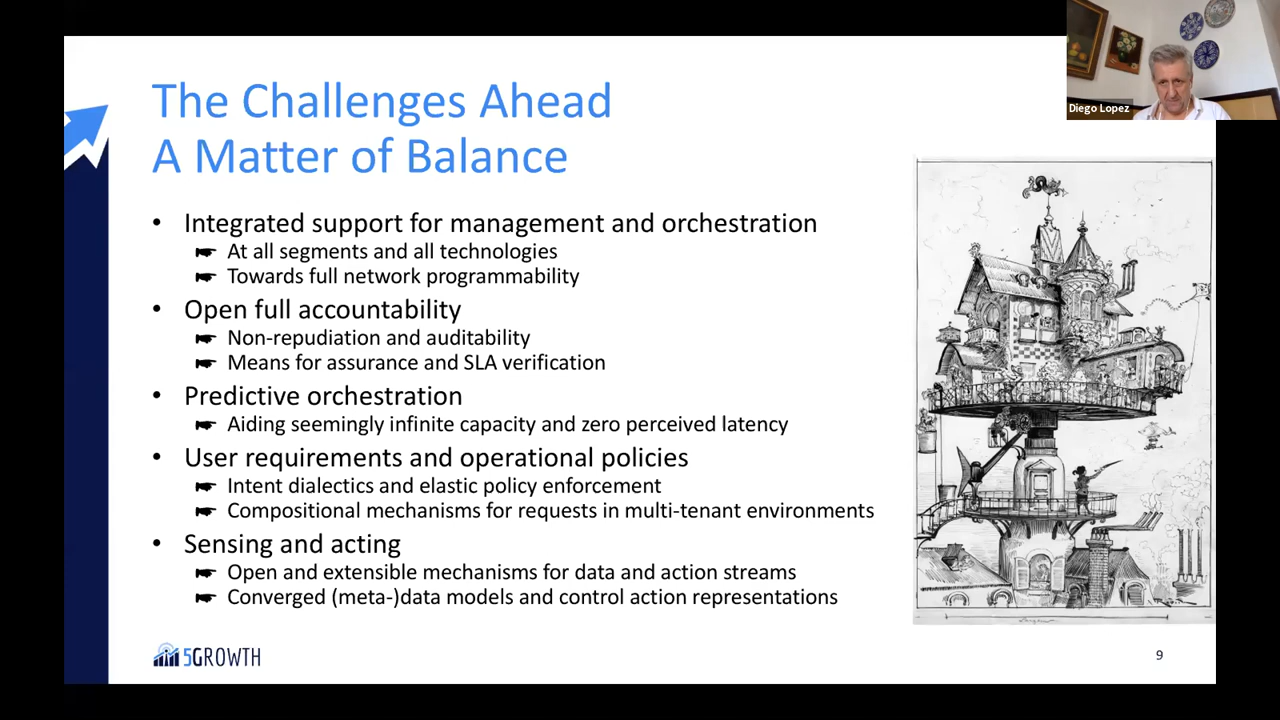 Diego Lopez
The Challenges Ahead
A Matter of Balance
• Integrated support for management and orchestration
☛ At all segments and all technologies
☛ Towards full network programmability
• Open full accountability
☛ Non-repudiation and auditability
☛ Means for assurance and SLA verification
• Predictive orchestration
☛ Aiding seemingly infinite capacity and zero perceived latency
• User requirements and operational policies
☛ Intent dialectics and elastic policy enforcement
☛ Compositional mechanisms for requests in multi-tenant environments
• Sensing and acting
☛ Open and extensible mechanisms for data and action streams
☛ Converged (meta-)data models and control action representations
5GROWTH
9